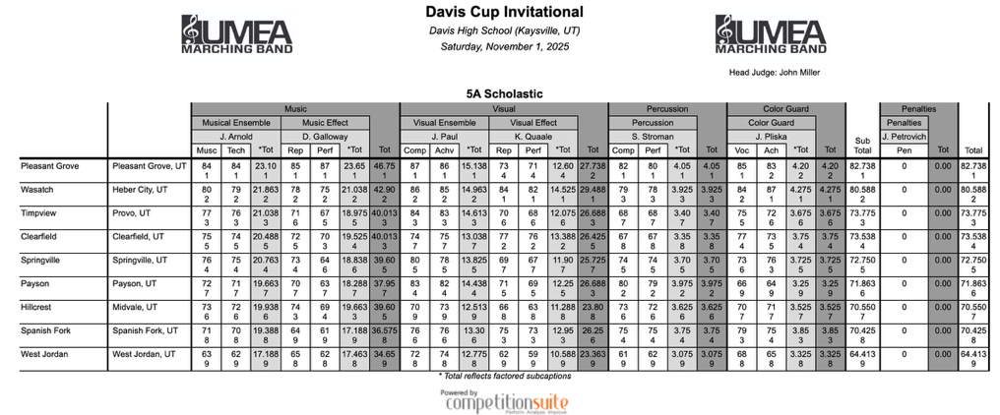 UMEA
MARCHING BAND
Davis Cup Invitational
Davis High School (Kaysville, UT)
Saturday, November 1, 2025
UMEA
MARCHING BAND
Head Judge: John Miller
5A Scholastic
Music Visual Percussion Color Guard Penalties
Musical Ensemble Music Effect Visual Ensemble Visual Effect Percussion Color Guard Penalties
J. Arnold D. Galloway J. Paul K. Quaale S. Stroman J. Pliska Sub Total J. Petrovich
Musc Tech *Tot Rep Perf *Tot Tot Comp Achv *Tot Rep Perf *Tot Tot Comp Perf *Tot Tot Voc Ach *Tot Tot Pen Tot Total
Pleasant Grove Pleasant Grove, UT 84 84 23.10 85 87 23.65 46.75 87 86 15.138 73 71 12.60 27.738 82 80 4.05 4.05 85 83 4.20 4.20 82.738 0 0.00 82.738
1 1 1 1 1 1 1 1 1 1 4 4 4 2 1 1 1 1 1 2 2 2 1 1
Wasatch Heber City, UT 80 79 21.863 78 75 21.038 42.90 86 85 14.963 84 82 14.525 29.488 79 78 3.925 3.925 84 87 4.275 4.275 80.588 0 0.00 80.588
2 2 2 2 2 2 2 2 2 2 1 1 1 1 3 3 3 3 2 1 1 1 2 2
Timpview Provo, UT 77 76 21.038 71 67 18.975 40.013 84 83 14.613 70 68 12.075 26.688 68 68 3.40 3.40 75 72 3.675 3.675 73.775 0 0.00 73.775
3 3 3 6 5 5 3 3 3 3 6 6 6 3 7 7 7 7 5 6 6 6 3 3
Clearfield Clearfield, UT 75 74 20.488 72 70 19.525 40.013 74 75 13.038 77 76 13.388 26.425 67 67 3.35 3.35 77 73 3.75 3.75 73.538 0 0.00 73.538
5 5 5 5 3 4 3 7 7 7 2 2 2 5 8 8 8 8 4 5 4 4 4 4
Springville Springville, UT 76 75 20.763 73 64 18.838 39.60 80 78 13.825 69 67 11.90 25.725 74 74 3.70 3.70 73 76 3.725 3.725 72.750 0 0.00 72.750
4 4 4 4 6 6 5 5 5 5 7 7 7 7 5 5 5 5 6 3 5 5 5 5
Payson Payson, UT 72 71 19.663 70 63 18.288 37.95 83 82 14.438 71 69 12.25 26.688 80 79 3.975 3.975 66 64 3.25 3.25 71.863 0 0.00 71.863
7 7 7 7 7 7 7 4 4 4 5 5 5 3 2 2 2 2 9 9 9 9 6 6
Hillcrest Midvale, UT 73 72 19.938 74 69 19.663 39.60 70 73 12.513 66 63 11.288 23.80 73 72 3.625 3.625 70 71 3.525 3.525 70.550 0 0.00 70.550
6 6 6 3 4 3 5 9 9 9 8 8 8 8 6 6 6 6 7 7 7 7 7 7
Spanish Fork Spanish Fork, UT 71 70 19.388 64 61 17.188 36.575 76 76 13.30 75 73 12.95 26.25 75 75 3.75 3.75 79 75 3.85 3.85 70.425 0 0.00 70.425
8 8 8 9 9 9 8 6 6 6 3 3 3 6 4 4 4 4 3 4 3 3 8 8
West Jordan West Jordan, UT 63 62 17.188 65 62 17.463 34.65 72 74 12.775 62 59 10.588 23.363 61 62 3.075 3.075 68 65 3.325 3.325 64.413 0 0.00 64.413
9 9 9 8 8 8 9 8 8 8 9 9 9 9 9 9 9 9 8 8 8 8 9 9
* Total reflects factored subcaptions
Powered by
competitionsuite
Perform. Analyze. Improve.